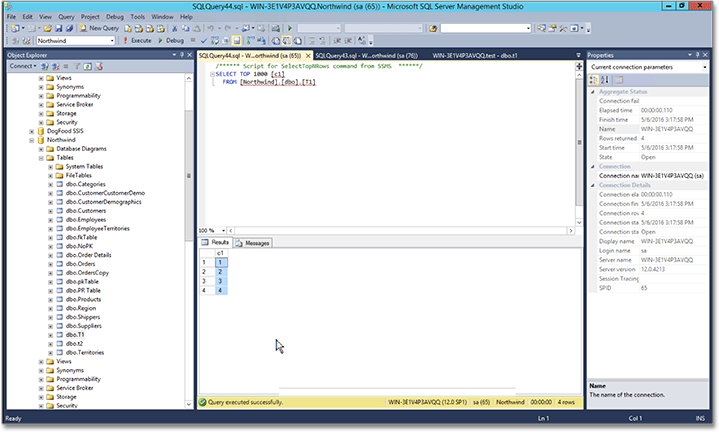 SQLQuery44.sql - WIN-3E1V4P3AVQQ.Northwind (sa (65)) - Microsoft SQL Server Management Studio
File Edit View Query Project Debug Tools Window Help
New Query
Northwind Execute Debug
Object Explorer
Connect
Views
Synonyms
Programmability
Service Broker
Storage
Security
DogFood SSIS
Northwind
Database Diagrams
Tables
System Tables
FileTables
dbo.Categories
dbo.CustomerCustomerDemo
dbo.CustomerDemographics
dbo.Customers
dbo.Employees
dbo.EmployeeTerritories
dbo.fkTable
dbo.NoPK
dbo.Order Details
dbo.Orders
dbo.OrdersCopy
dbo.pkTable
dbo.PR Table
dbo.Products
dbo.Region
dbo.Shippers
dbo.Suppliers
dbo.T1
dbo.t2
dbo.Territories
Views
Synonyms
Programmability
Service Broker
Storage
Security
SQLQuery44.sql - W...orthwind (sa (65)) SQLQuery43.sql - W...orthwind (sa (76)) WIN-3E1V4P3AVQQ.test - dbo.t1
/****** Script for SelectTopNRows command from SSMS ******/
SELECT TOP 1000 [c1]
FROM [Northwind].[dbo].[T1]
100 %
Results Messages
c1
1 1
2 2
3 3
4 4
Query executed successfully. WIN-3E1V4P3AVQQ (12.0 SP1) sa (65) Northwind 00:00:00 4 rows
Properties
Current connection parameters
Aggregate Status
Connection fail
Elapsed time 00:00:00.110
Finish time 5/6/2016 3:17:58 PM
Name WIN-3E1V4P3AVQQ
Rows returned 4
Start time 5/6/2016 3:17:58 PM
State Open
Connection
Connection na WIN-3E1V4P3AVQQ (sa)
Connection Details
Connection ela 00:00:00.110
Connection fin 5/6/2016 3:17:58 PM
Connection rov 4
Connection sta 5/6/2016 3:17:58 PM
Connection sta Open
Display name WIN-3E1V4P3AVQQ
Login name sa
Server name WIN-3E1V4P3AVQQ
Server version 12.0.4213
Session Tracing
SPID 65
Name
The name of the connection.
Ready Ln 1 Col 1 INS